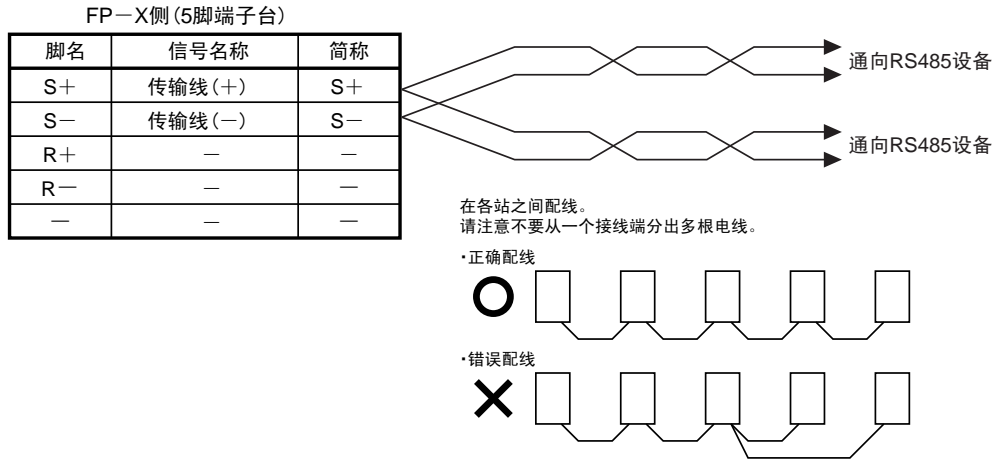 FP－X侧(5脚端子台)
脚名 信号名称 简称
S＋ 传输线(＋) S＋
S－ 传输线(－) S－
R＋ － －
R－ － －
－ － －
通向RS485设备
通向RS485设备
在各站之间配线。
请注意不要从一个接线端分出多根电线。
・正确配线
・错误配线